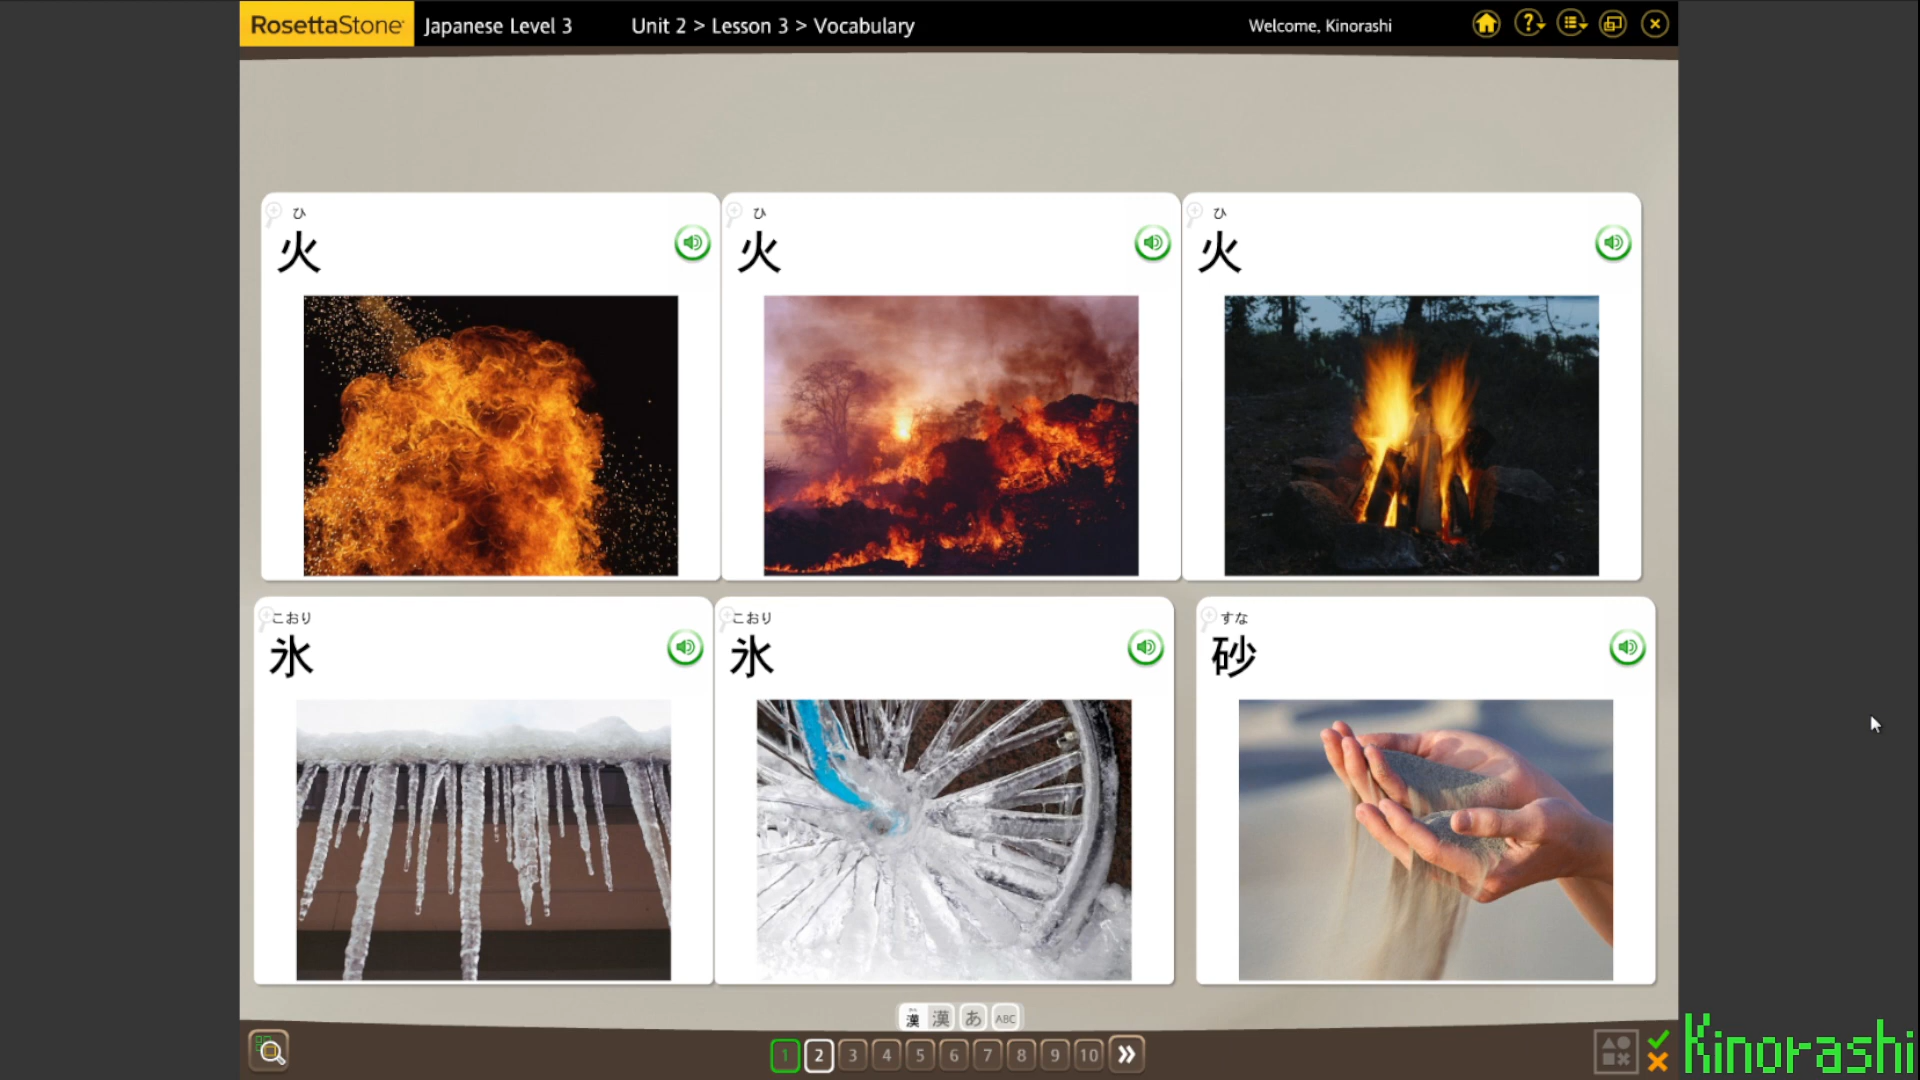 RosettaStone Japanese Level 3 Unit 2 > Lesson 3 > Vocabulary Welcome, Kinorashi
ひ ひ ひ
火 火 火
こおり こおり すな
氷 氷 砂
漢 漢 あ ABC
1 2 3 4 5 6 7 8 9 10
Kinorashi